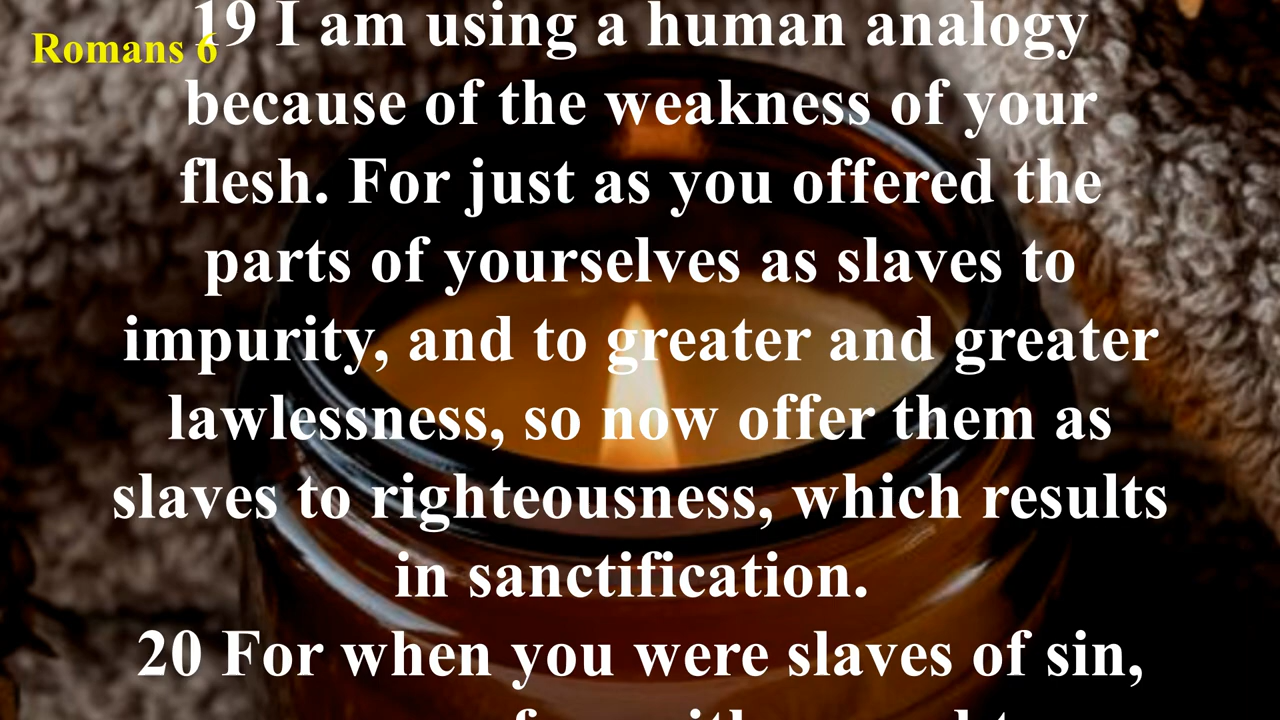 Romans 6
19 I am using a human analogy
because of the weakness of your
flesh. For just as you offered the
parts of yourselves as slaves to
impurity, and to greater and greater
lawlessness, so now offer them as
slaves to righteousness, which results
in sanctification.
20 For when you were slaves of sin,